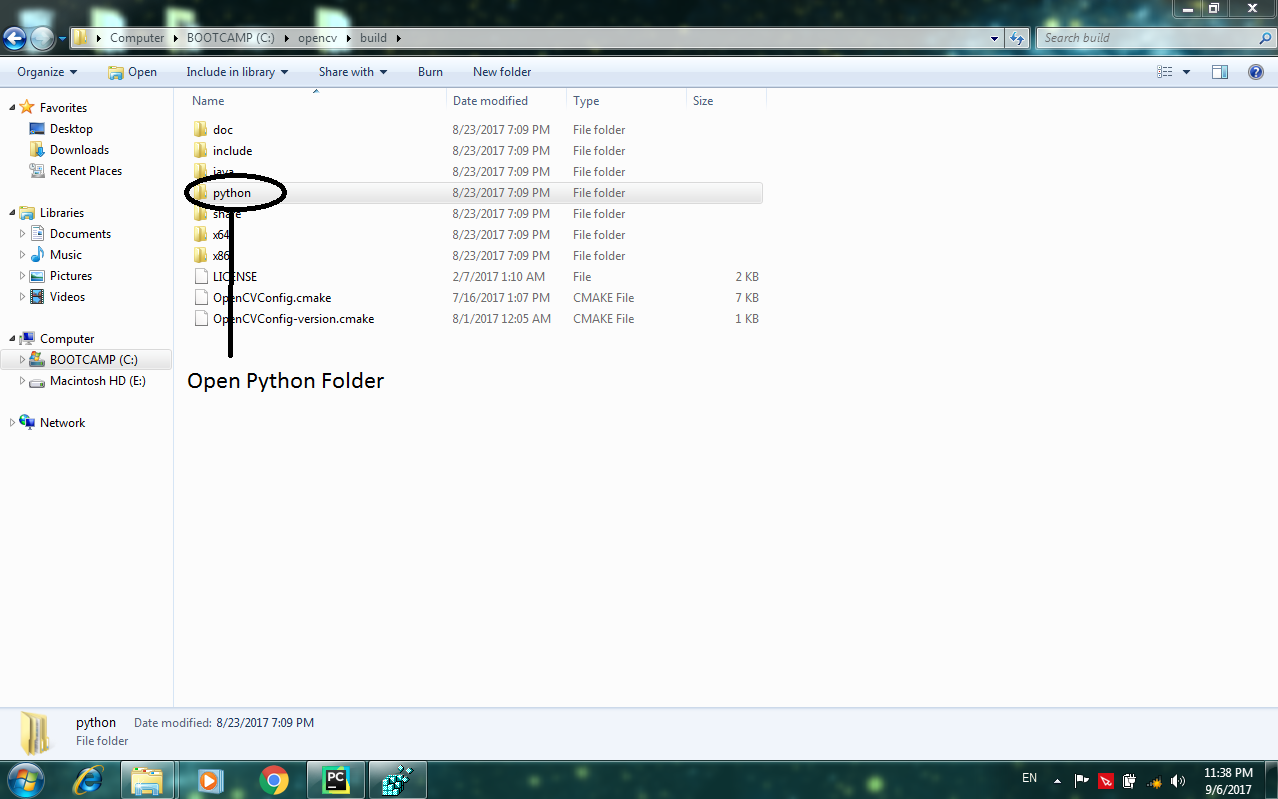 Computer BOOTCAMP (C:) opencv build Search build
Organize Open Include in library Share with Burn New folder
Name Date modified Type Size
Favorites
Desktop
Downloads
Recent Places
Libraries
Documents
Music
Pictures
Videos
Computer
BOOTCAMP (C:)
Macintosh HD (E:)
Network
doc 8/23/2017 7:09 PM File folder
include 8/23/2017 7:09 PM File folder
java 8/23/2017 7:09 PM File folder
python 8/23/2017 7:09 PM File folder
share 8/23/2017 7:09 PM File folder
x64 8/23/2017 7:09 PM File folder
x86 8/23/2017 7:09 PM File folder
LICENSE 2/7/2017 1:10 AM File 2 KB
OpenCVConfig.cmake 7/16/2017 1:07 PM CMAKE File 7 KB
OpenCVConfig-version.cmake 8/1/2017 12:05 AM CMAKE File 1 KB
Open Python Folder
python Date modified: 8/23/2017 7:09 PM
File folder
PC
EN
11:38 PM
9/6/2017